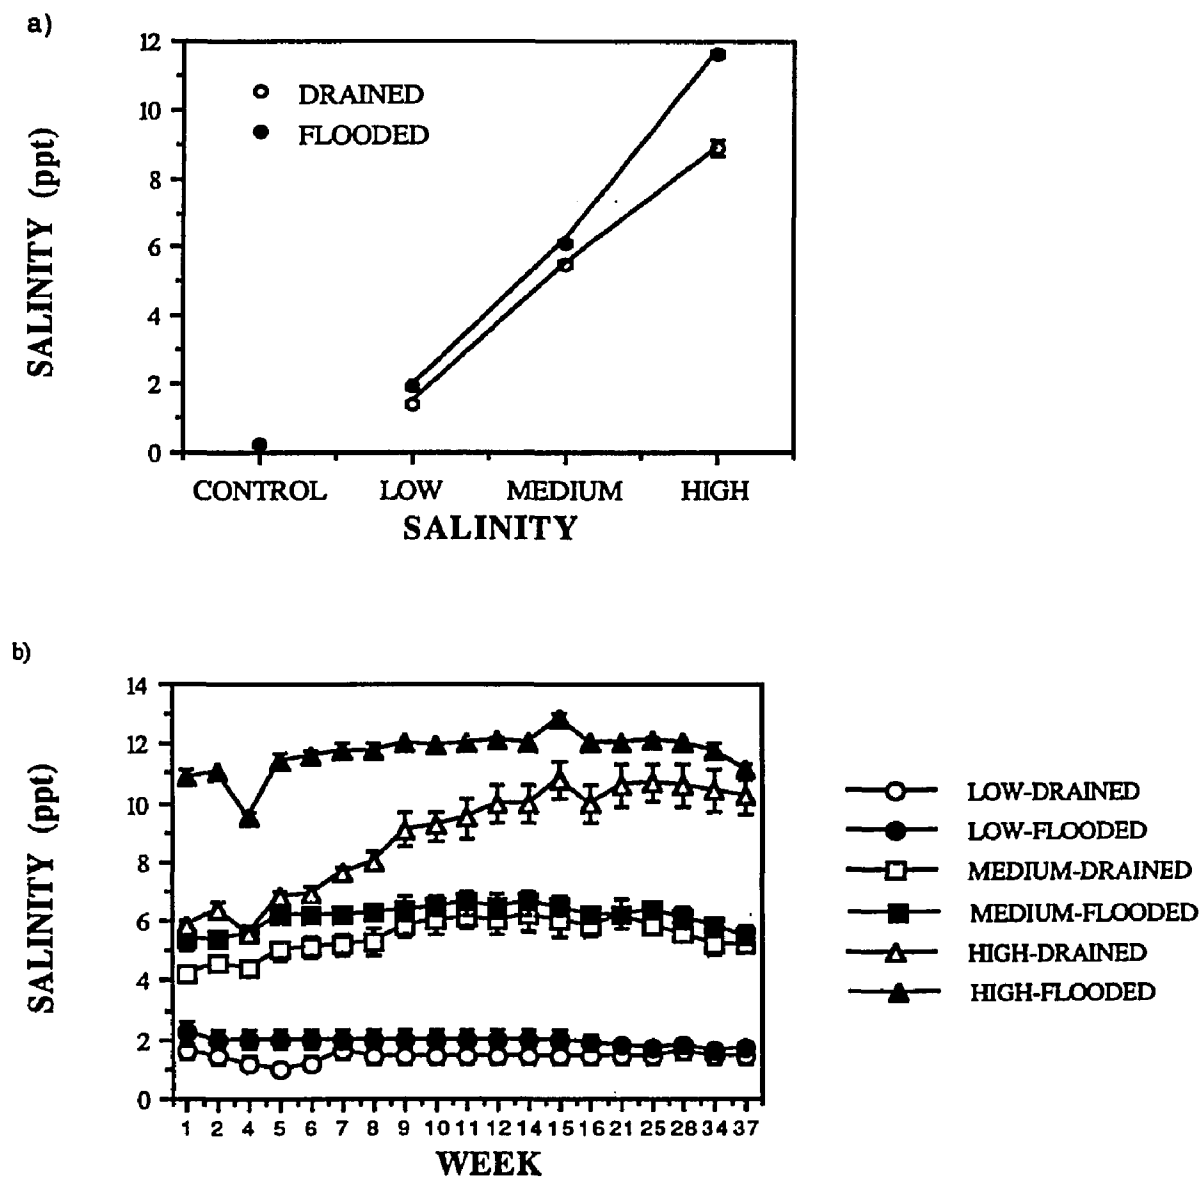 a)
12
10
8
6
4
2
0
SALINITY (ppt)
DRAINED
FLOODED
CONTROL LOW MEDIUM HIGH
SALINITY
b)
14
12
10
8
6
4
2
0
SALINITY (ppt)
1 2 4 5 6 7 8 9 10 11 12 14 15 16 21 25 28 34 37
WEEK
LOW-DRAINED
LOW-FLOODED
MEDIUM-DRAINED
MEDIUM-FLOODED
HIGH-DRAINED
HIGH-FLOODED